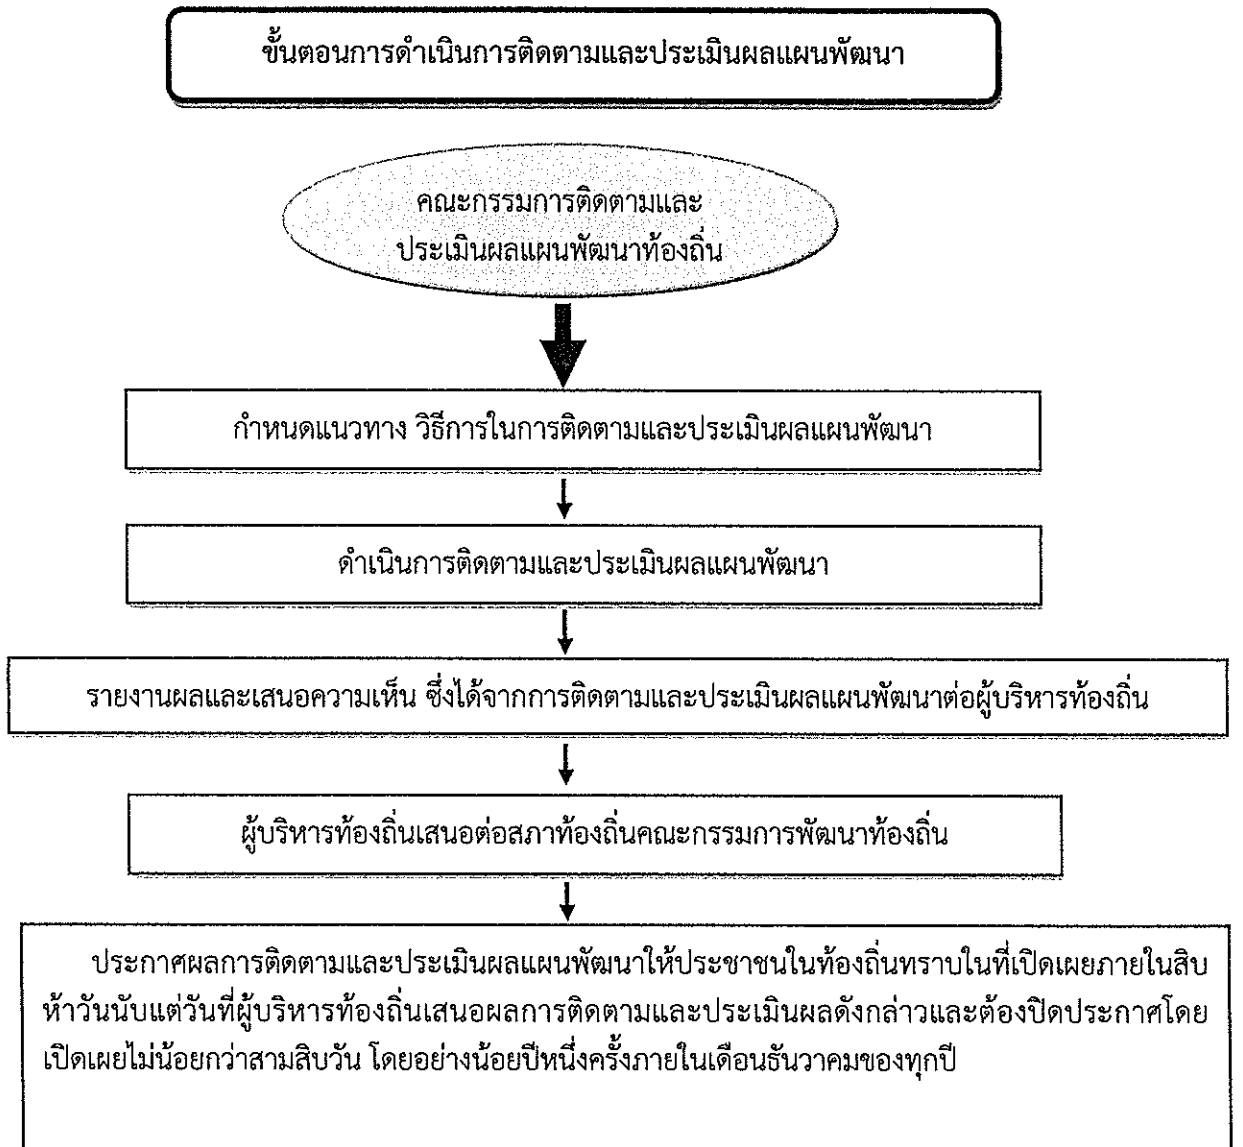 ขั้นตอนการดำเนินการติดตามและประเมินผลแผนพัฒนา
คณะกรรมการติดตามและ
ประเมินผลแผนพัฒนาท้องถิ่น
กำหนดแนวทาง วิธีการในการติดตามและประเมินผลแผนพัฒนา
ดำเนินการติดตามและประเมินผลแผนพัฒนา
รายงานผลและเสนอความเห็น ซึ่งได้จากการติดตามและประเมินผลแผนพัฒนาต่อผู้บริหารท้องถิ่น
ผู้บริหารท้องถิ่นเสนอต่อสภาท้องถิ่นคณะกรรมการพัฒนาท้องถิ่น
ประกาศผลการติดตามและประเมินผลแผนพัฒนาให้ประชาชนในท้องถิ่นทราบในที่เปิดเผยภายในสิบ
ห้าวันนับแต่วันที่ผู้บริหารท้องถิ่นเสนอผลการติดตามและประเมินผลดังกล่าวและต้องปิดประกาศโดย
เปิดเผยไม่น้อยกว่าสามสิบวัน โดยอย่างน้อยปีหนึ่งครั้งภายในเดือนธันวาคมของทุกปี